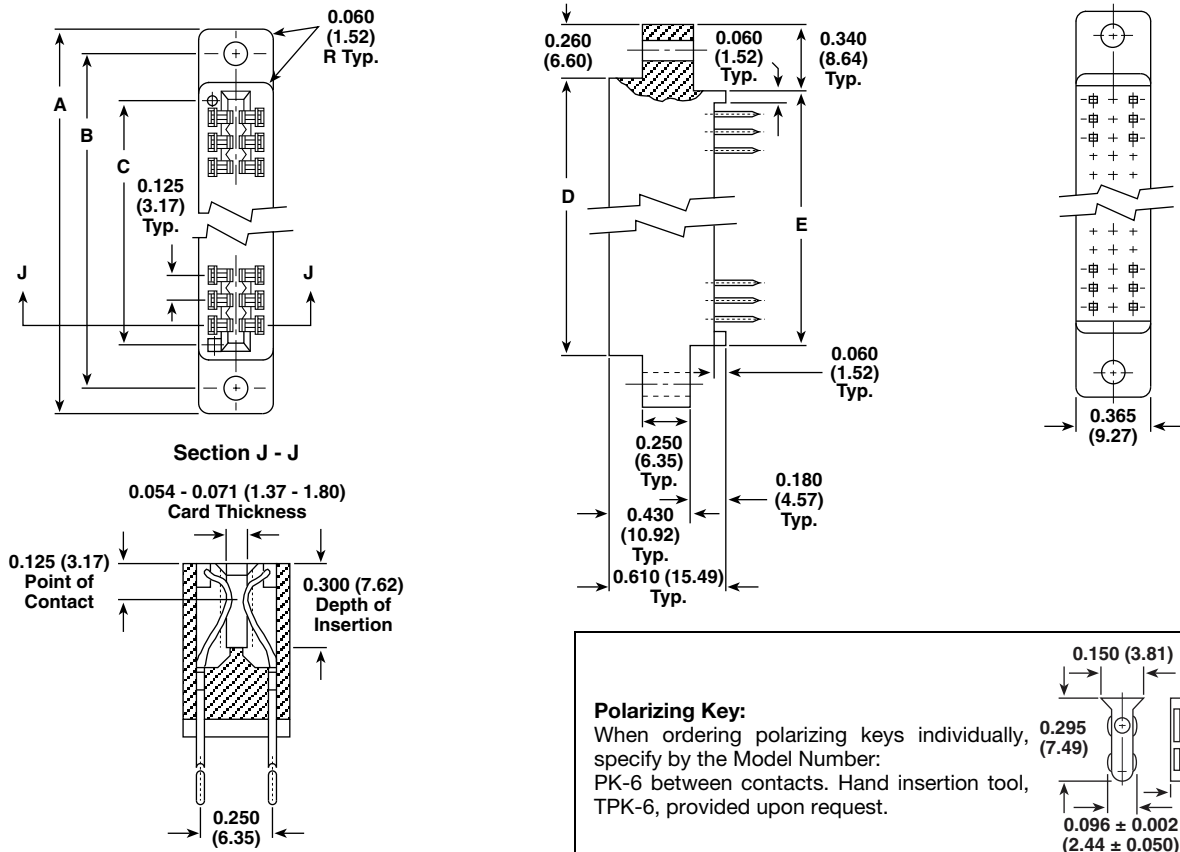 0.060
(1.52)
R Typ.
A
B
C
0.125
(3.17)
Typ.
J
J
0.260
(6.60)
0.060
(1.52)
Typ.
0.340
(8.64)
Typ.
D
E
0.060
(1.52)
Typ.
0.250
(6.35)
Typ.
0.180
(4.57)
Typ.
0.430
(10.92)
Typ.
0.610 (15.49)
Typ.
0.365
(9.27)
Section J - J
0.054 - 0.071 (1.37 - 1.80)
Card Thickness
0.125 (3.17)
Point of
Contact
0.300 (7.62)
Depth of
Insertion
0.250
(6.35)
Polarizing Key:
When ordering polarizing keys individually,
specify by the Model Number:
PK-6 between contacts. Hand insertion tool,
TPK-6, provided upon request.
0.150 (3.81)
0.295
(7.49)
0.096 ± 0.002
(2.44 ± 0.050)